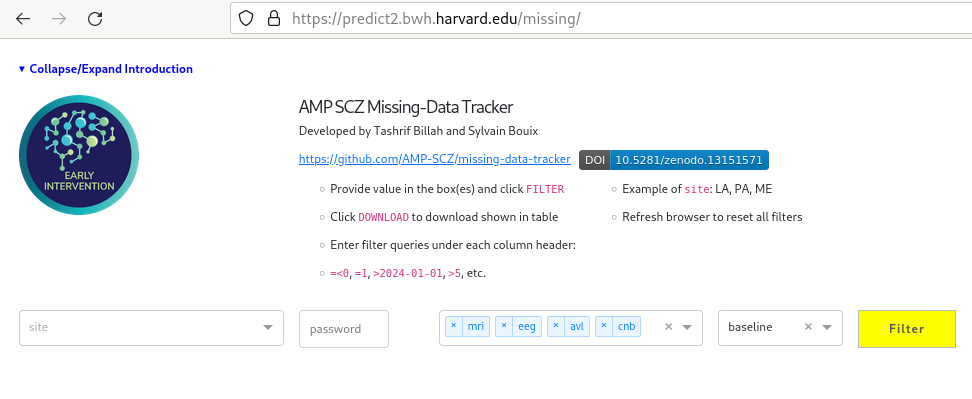 https://predict2.bwh.harvard.edu/missing/
▾ Collapse/Expand Introduction
EARLY
INTERVENTION
AMP SCZ Missing-Data Tracker
Developed by Tashrif Billah and Sylvain Bouix
https://github.com/AMP-SCZ/missing-data-tracker DOI 10.5281/zenodo.13151571
○ Provide value in the box(es) and click FILTER
○ Click DOWNLOAD to download shown in table
○ Enter filter queries under each column header:
○ =<0, =1, >2024-01-01, >5, etc.
○ Example of site: LA, PA, ME
○ Refresh browser to reset all filters
site password × mri × eeg × avl × cnb × baseline × Filter